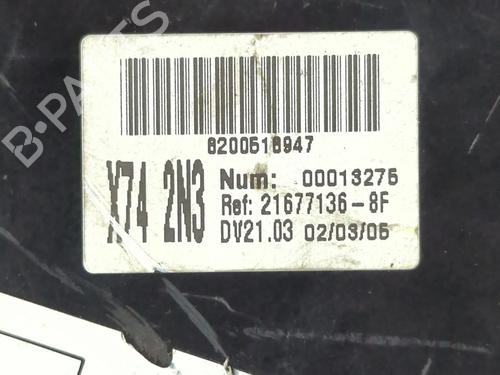 B-PARTS
8200518947
X74 2N3
Num: 00013275
Ref: 21677136-8F
DV21.03 02/03/05